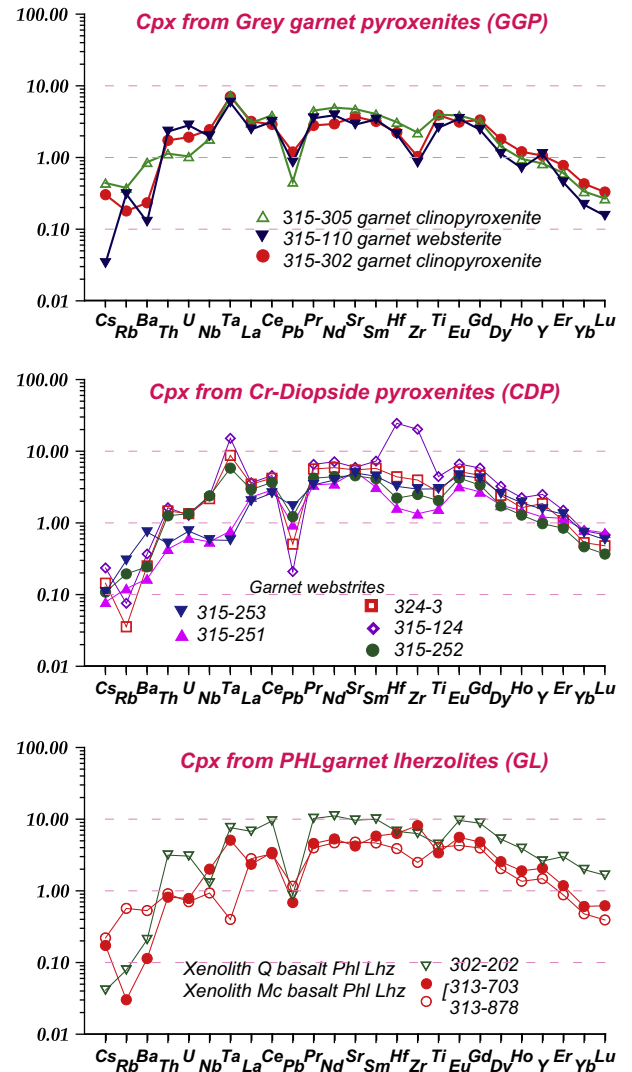 Cpx from Grey garnet pyroxenites (GGP)
100.00
10.00
1.00
0.10
0.01
315-305 garnet clinopyroxenite
315-110 garnet websterite
315-302 garnet clinopyroxenite
Cs Rb Ba Th U Nb Ta La Ce Pb Pr Nd Sr Sm Hf Zr Ti Eu Gd Dy Ho Y Er Yb Lu
Cpx from Cr-Diopside pyroxenites (CDP)
100.00
10.00
1.00
0.10
0.01
Garnet webstrites
315-253
315-251
324-3
315-124
315-252
Cs Rb Ba Th U Nb Ta La Ce Pb Pr Nd Sr Sm Hf Zr Ti Eu Gd Dy Ho Y Er Yb Lu
Cpx from PHLgarnet lherzolites (GL)
100.00
10.00
1.00
0.10
0.01
Xenolith Q basalt Phl Lhz 302-202
Xenolith Mc basalt Phl Lhz [313-703
313-878
Cs Rb Ba Th U Nb Ta La Ce Pb Pr Nd Sr Sm Hf Zr Ti Eu Gd Dy Ho Y Er Yb Lu